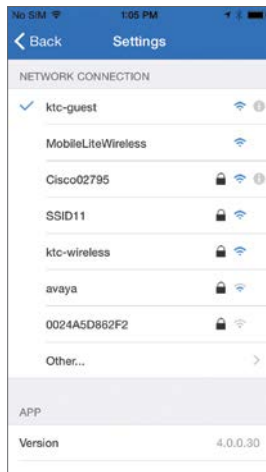 No SIM 1:05 PM
Back Settings
NETWORK CONNECTION
ktc-guest
MobileLiteWireless
Cisco02795
SSID11
ktc-wireless
avaya
0024A5D862F2
Other...
APP
Version 4.0.0.30